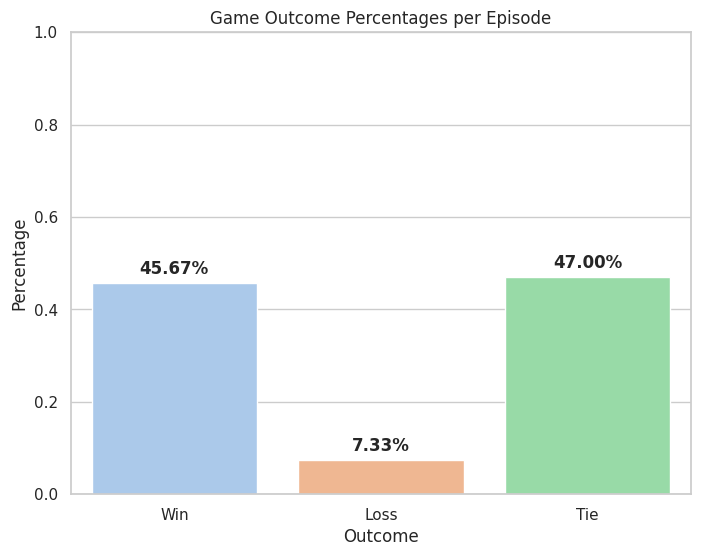 Game Outcome Percentages per Episode
1.0
0.8
0.6
0.4
0.2
0.0
Percentage
45.67%
7.33%
47.00%
Win
Loss
Tie
Outcome